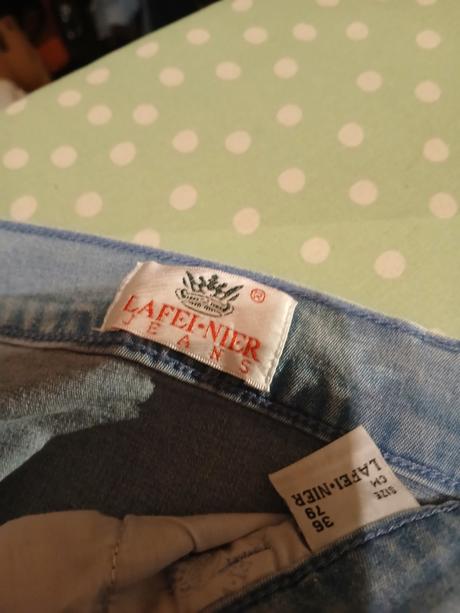 ®
LAFEI·NIER
JEANS
LAFEI·NIER
SIZE 36
CM 79